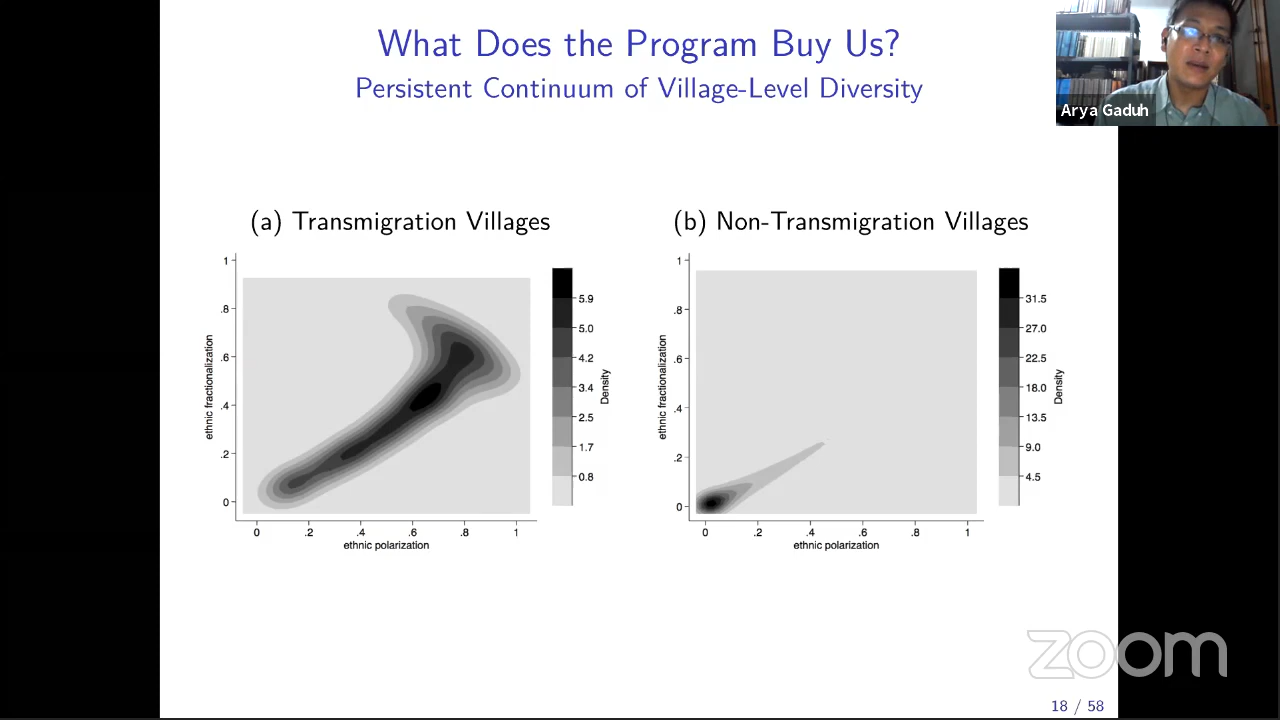 What Does the Program Buy Us?
Persistent Continuum of Village-Level Diversity
Arya Gaduh
(a) Transmigration Villages
1
.8
.6
.4
.2
0
ethnic fractionalization
0 .2 .4 .6 .8 1
ethnic polarization
5.9
5.0
4.2
3.4
2.5
1.7
0.8
Density
(b) Non-Transmigration Villages
1
.8
.6
.4
.2
0
ethnic fractionalization
0 .2 .4 .6 .8 1
ethnic polarization
31.5
27.0
22.5
18.0
13.5
9.0
4.5
Density
zoom
18 / 58